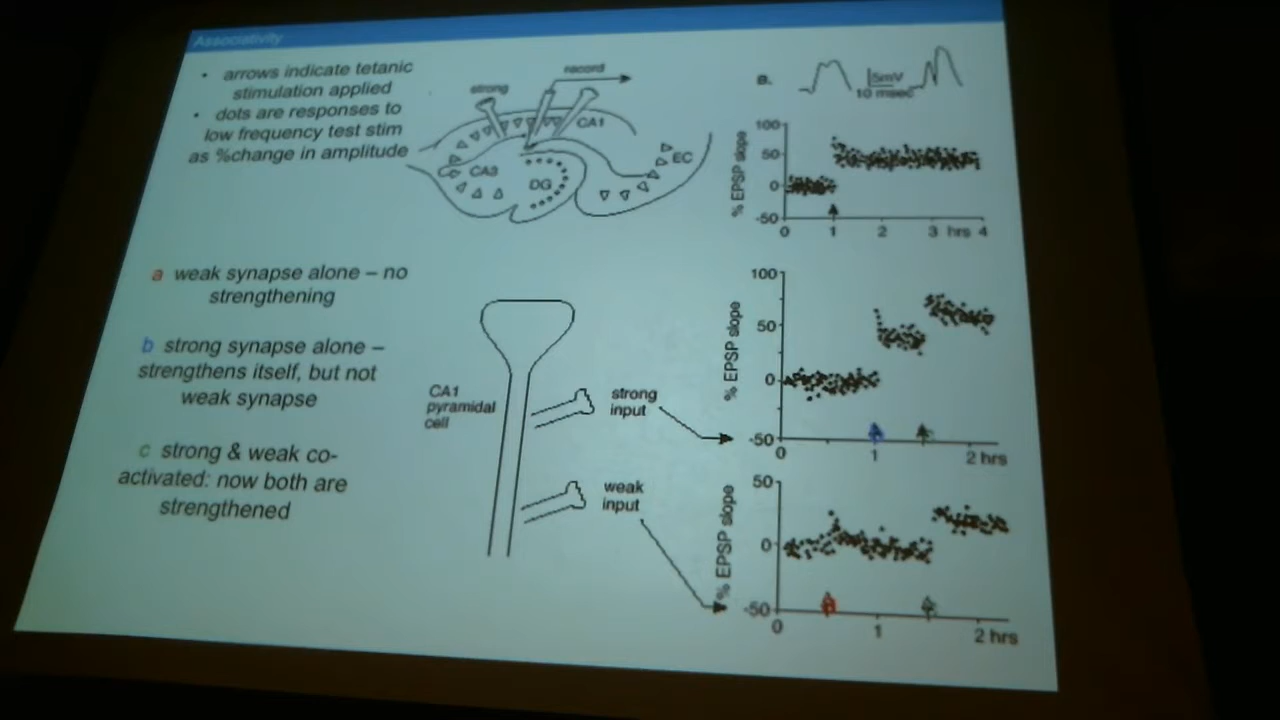 Associativity
• arrows indicate tetanic
stimulation applied
• dots are responses to
low frequency test stim
as %change in amplitude
a weak synapse alone – no
strengthening
b strong synapse alone –
strengthens itself, but not
weak synapse
c strong & weak co-
activated: now both are
strengthened
strong
record
CA1
CA3
DG
EC
CA1
pyramidal
cell
strong
input
weak
input
B.
5mV
10 msec
% EPSP slope
100
50
0
-50
0 1 2 3 hrs 4
% EPSP slope
100
50
0
-50
0 1 2 hrs
% EPSP slope
50
0
-50
0 1 2 hrs